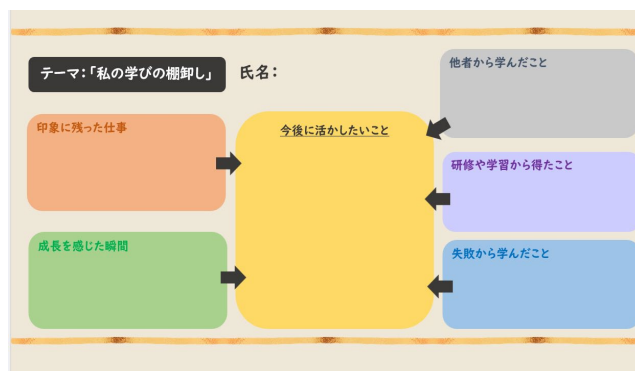 テーマ:「私の学びの棚卸し」
氏名:
印象に残った仕事
成長を感じた瞬間
今後に活かしたいこと
他者から学んだこと
研修や学習から得たこと
失敗から学んだこと